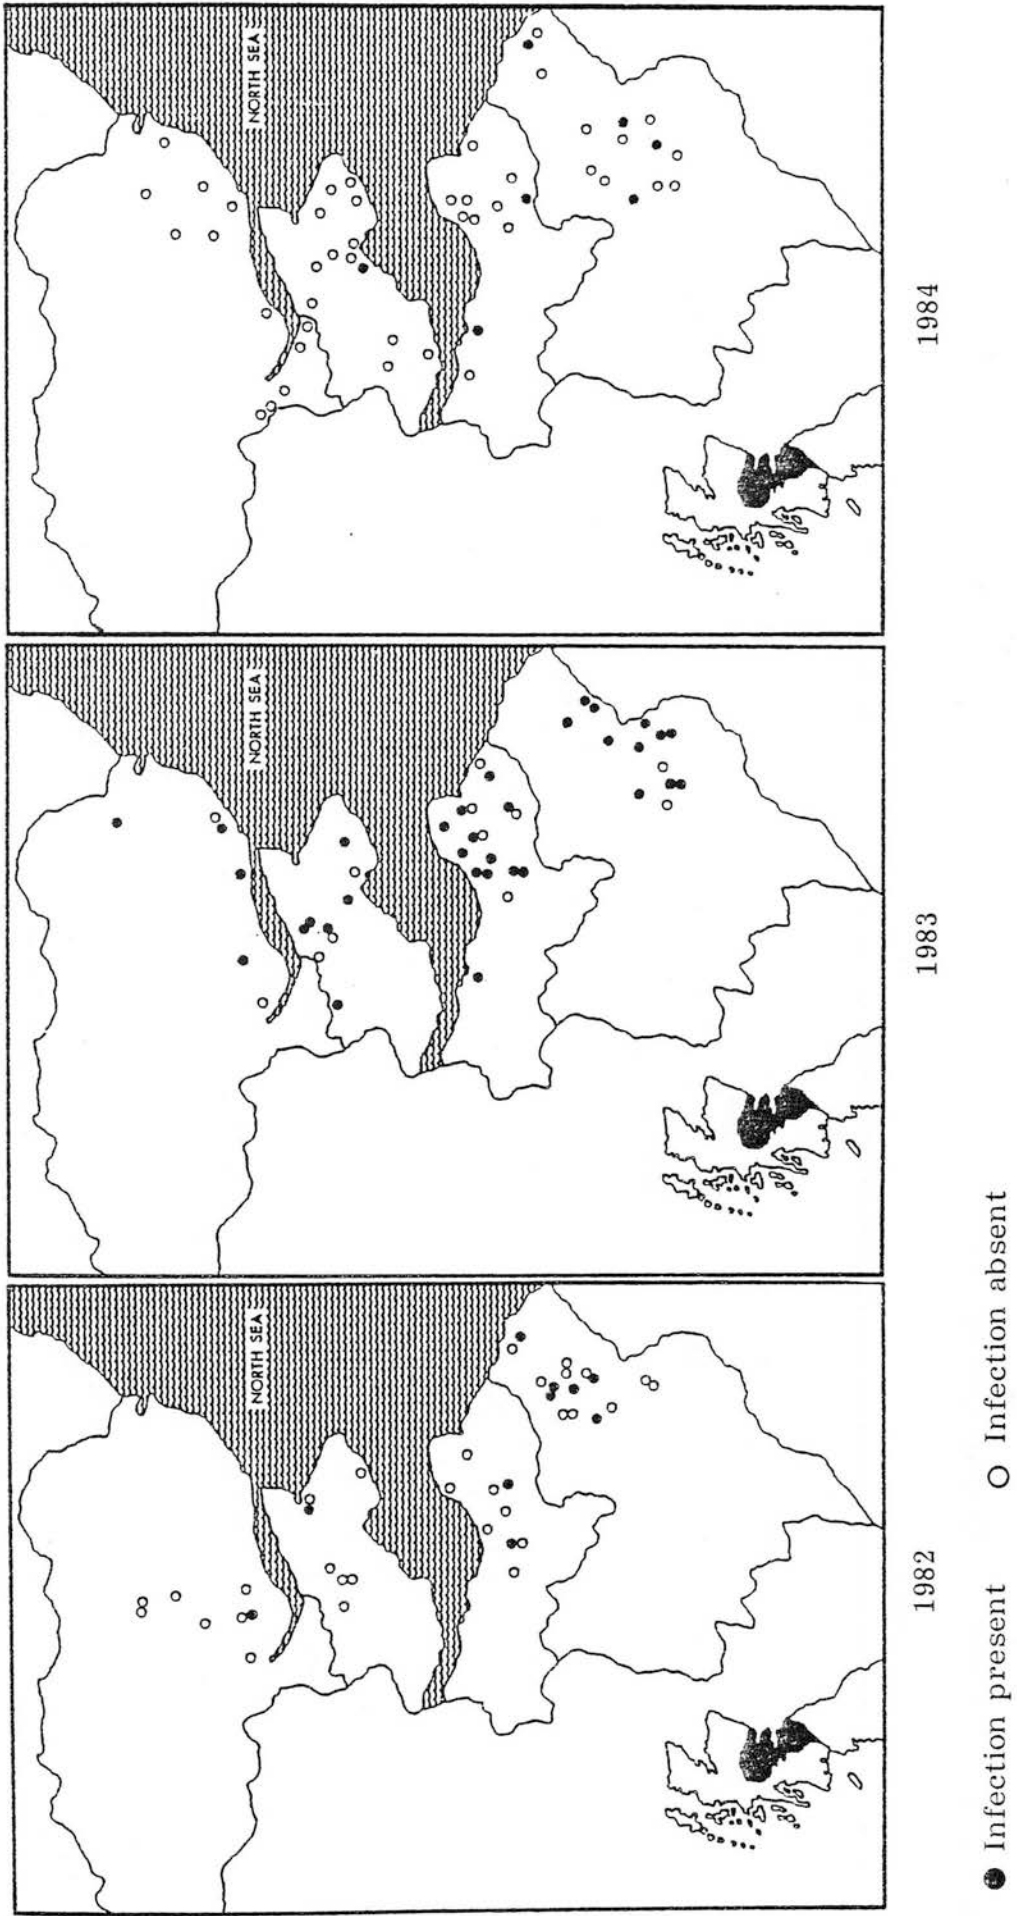 NORTH SEA
1982
NORTH SEA
1983
NORTH SEA
1984
● Infection present ○ Infection absent